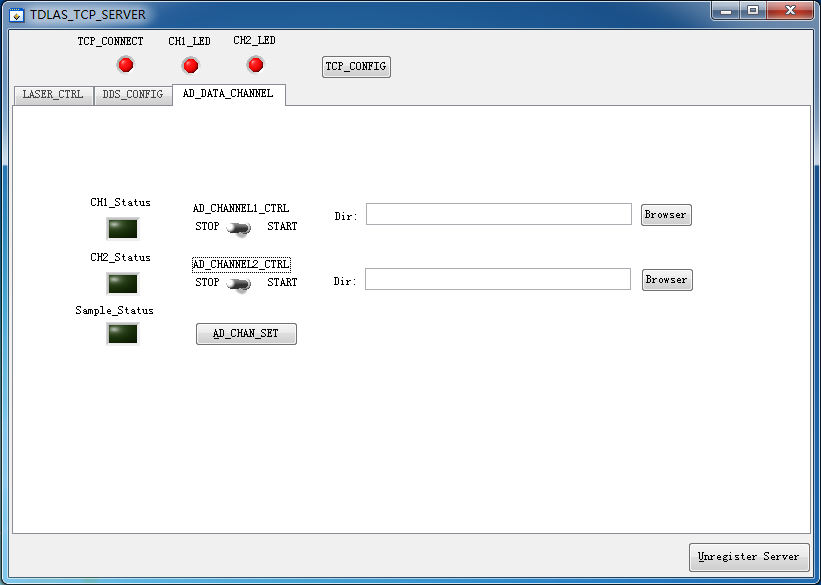 TDLAS_TCP_SERVER
TCP_CONNECT CH1_LED CH2_LED
TCP_CONFIG
LASER_CTRL DDS_CONFIG AD_DATA_CHANNEL
CH1_Status
AD_CHANNEL1_CTRL
STOP START
Dir:
Browser
CH2_Status
AD_CHANNEL2_CTRL
STOP START
Dir:
Browser
Sample_Status
AD_CHAN_SET
Unregister Server